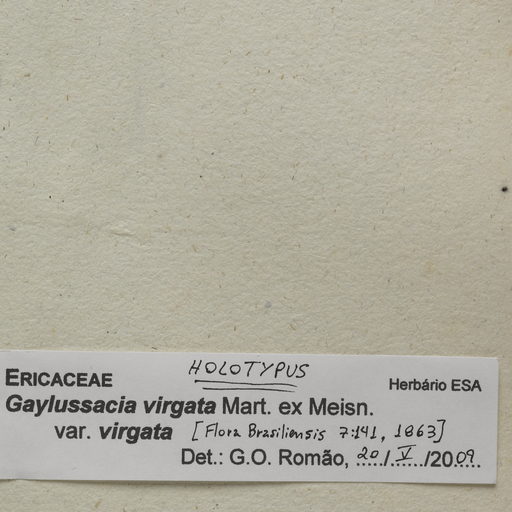 HOLOTYPUS
ERICACEAE Herbário ESA
Gaylussacia virgata Mart. ex Meisn.
var. virgata [Flora Brasiliensis 7:141, 1863]
Det.: G.O. Romão, 20/V/2009